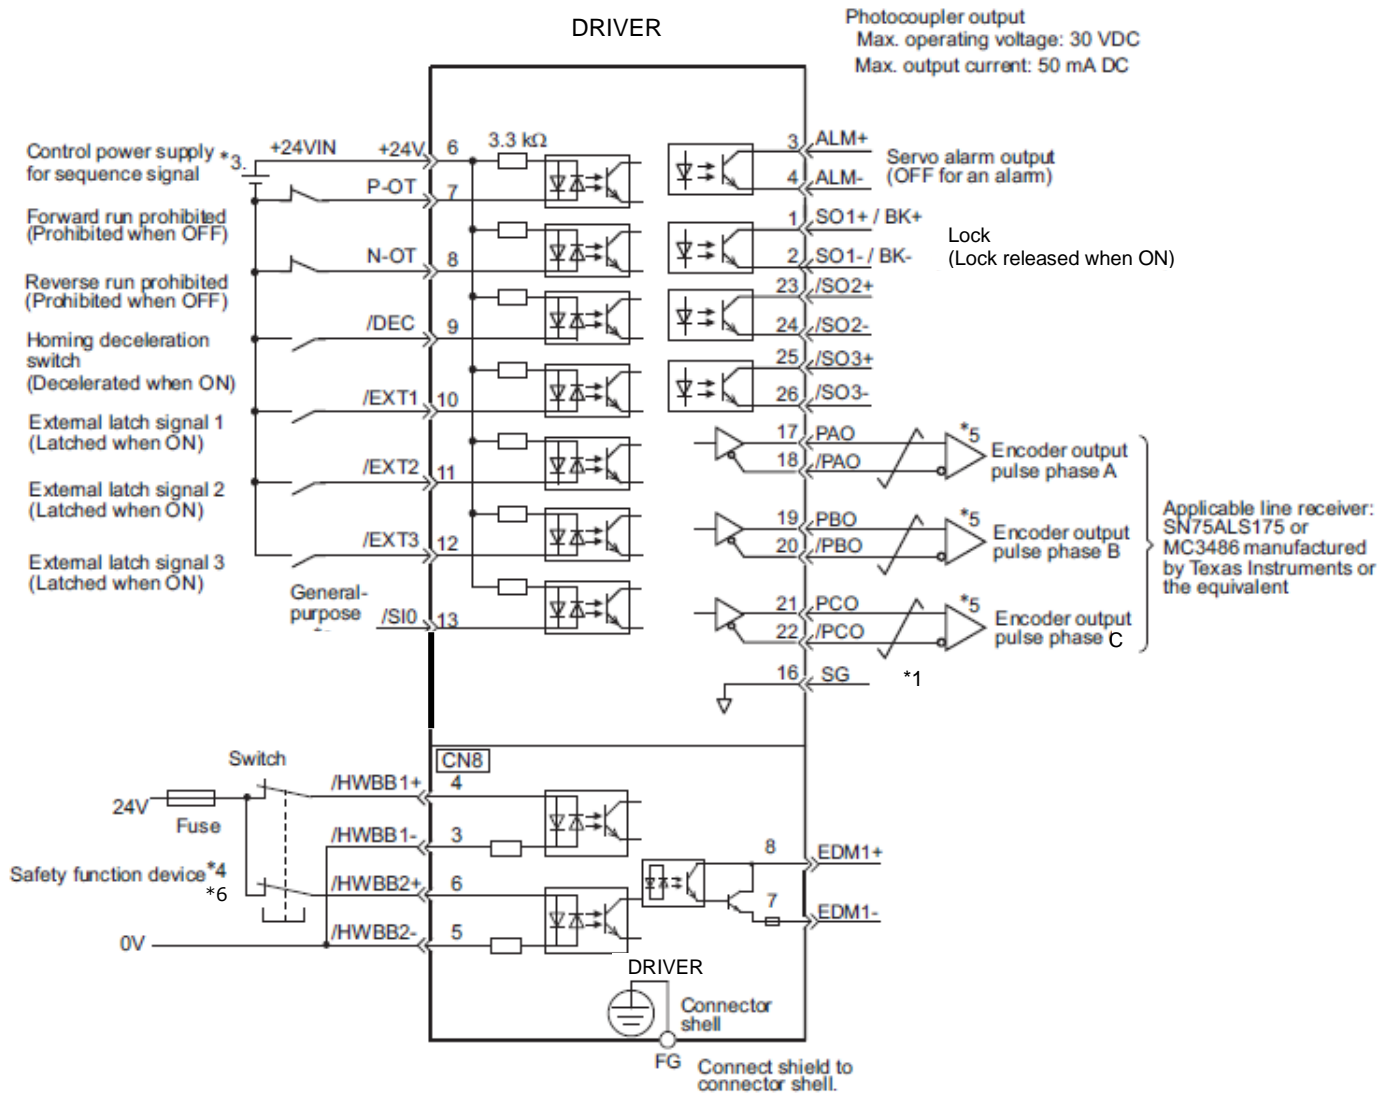 DRIVER
Photocoupler output
Max. operating voltage: 30 VDC
Max. output current: 50 mA DC
Control power supply *3.
for sequence signal
+24VIN
+24V
6
3.3 kΩ
P-OT
7
Forward run prohibited
(Prohibited when OFF)
N-OT
8
Reverse run prohibited
(Prohibited when OFF)
/DEC
9
Homing deceleration
switch
(Decelerated when ON)
/EXT1
10
External latch signal 1
(Latched when ON)
/EXT2
11
External latch signal 2
(Latched when ON)
/EXT3
12
External latch signal 3
(Latched when ON)
General-
purpose
/SI0
13
3 ALM+
4 ALM-
Servo alarm output
(OFF for an alarm)
1 SO1+ / BK+
2 SO1- / BK-
Lock
(Lock released when ON)
23 /SO2+
24 /SO2-
25 /SO3+
26 /SO3-
17 PAO
18 /PAO
*5
Encoder output
pulse phase A
19 PBO
20 /PBO
*5
Encoder output
pulse phase B
21 PCO
22 /PCO
*5
Encoder output
pulse phase C
Applicable line receiver:
SN75ALS175 or
MC3486 manufactured
by Texas Instruments or
the equivalent
16 SG
*1
CN8
Switch
24V
Fuse
/HWBB1+
4
/HWBB1-
3
Safety function device*4
*6
/HWBB2+
6
0V
/HWBB2-
5
8 EDM1+
7 EDM1-
DRIVER
Connector
shell
FG
Connect shield to
connector shell.